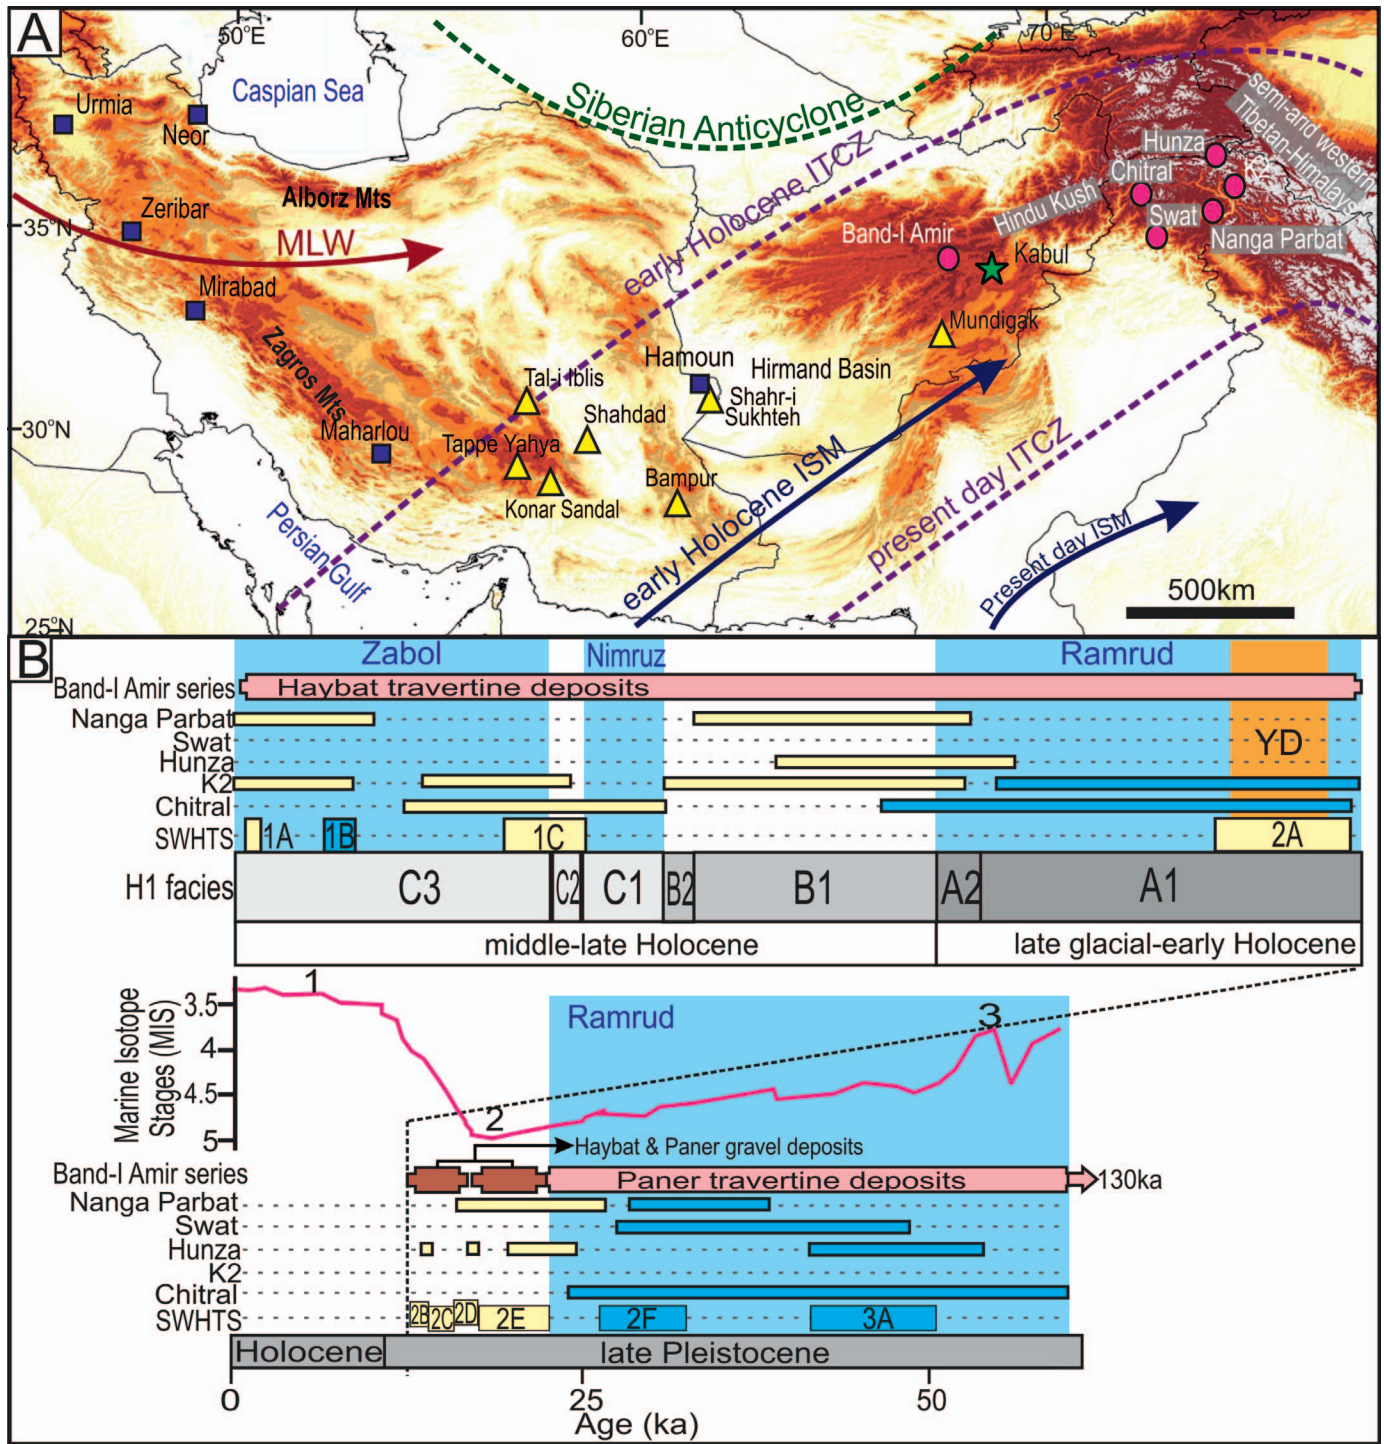 A
50°E
60°E
70°E
Caspian Sea
Urmia
Neor
Siberian Anticyclone
semi-arid western
Tibetan-Himalayas
Hunza
Chitral
Alborz Mts
Zeribar
early Holocene ITCZ
Hindu Kush
Swat
35°N
MLW
Band-I Amir
Nanga Parbat
Kabul
Mirabad
Mundigak
Zagros Mts
Hamoun
Hirmand Basin
Tal-i Iblis
Shahr-i
Sukhteh
Shahdad
30°N
Maharlou
Tappe Yahya
Bampur
early Holocene ISM
present day ITCZ
Konar Sandal
Persian Gulf
Present day ISM
500km
25°N
B
Zabol
Nimruz
Ramrud
Band-I Amir series
Haybat travertine deposits
Nanga Parbat
Swat
YD
Hunza
K2
Chitral
SWHTS
1A
1B
1C
2A
H1 facies
C3
C2
C1
B2
B1
A2
A1
middle-late Holocene
late glacial-early Holocene
Marine Isotope
Stages (MIS)
3.5
4
4.5
5
1
2
3
Ramrud
Haybat & Paner gravel deposits
Band-I Amir series
Paner travertine deposits
130ka
Nanga Parbat
Swat
Hunza
K2
Chitral
SWHTS
2B
2C
2D
2E
2F
3A
Holocene
late Pleistocene
0
25
50
Age (ka)